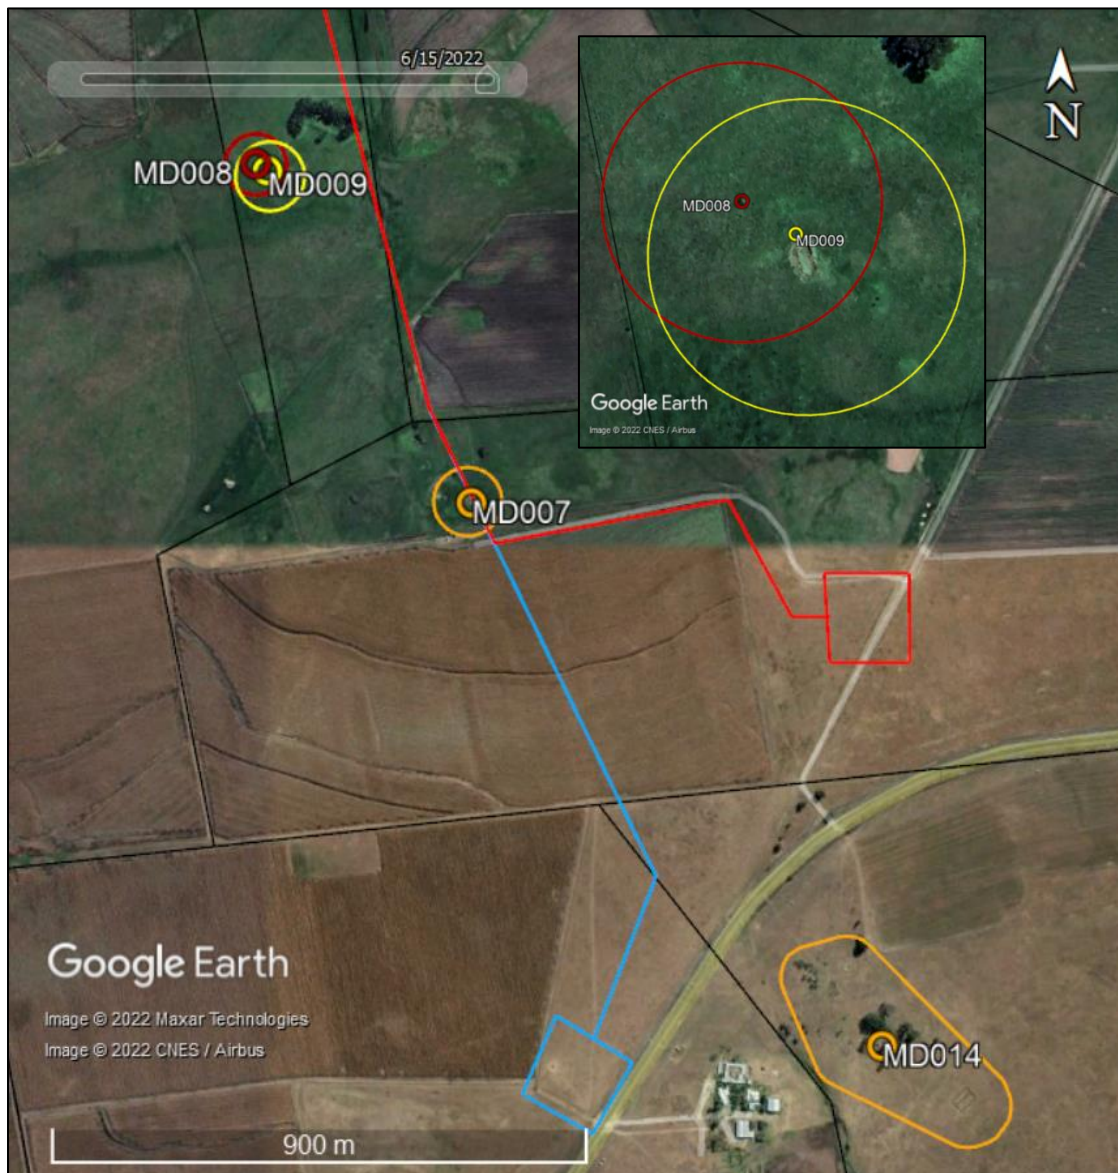 6/15/2022
N
MD008
MD009
MD008
MD009
Google Earth
Image © 2022 CNES / Airbus
MD007
Google Earth
Image © 2022 Maxar Technologies
Image © 2022 CNES / Airbus
MD014
900 m